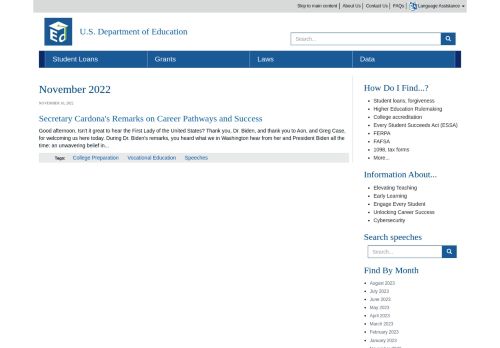 Skip to main content | About Us | Contact Us | FAQs | Language Assistance
Ed
U.S. Department of Education
Search...
Student Loans
Grants
Laws
Data
November 2022
NOVEMBER 16, 2022
Secretary Cardona's Remarks on Career Pathways and Success
Good afternoon, Isn't it great to hear the First Lady of the United States? Thank you, Dr. Biden, and thank you to Aon, and Greg Case,
for welcoming us here today. During Dr. Biden's remarks, you heard what we in Washington hear from her and President Biden all the
time: an unwavering belief in...
Tags: College Preparation Vocational Education Speeches
How Do I Find...?
Student loans, forgiveness
Higher Education Rulemaking
College accreditation
Every Student Succeeds Act (ESSA)
FERPA
FAFSA
1098, tax forms
More...
Information About...
Elevating Teaching
Early Learning
Engage Every Student
Unlocking Career Success
Cybersecurity
Search speeches
Search...
Find By Month
August 2023
July 2023
June 2023
May 2023
April 2023
March 2023
February 2023
January 2023